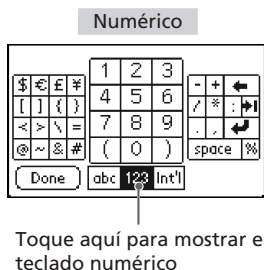 Numérico
1 2 3
$ € £ ¥ 4 5 6 - + ←
[ ] { } 7 8 9 / * :
< > \ = ( 0 ) . ,
@ ~ & # space %
Done abc 123 Int'l
Toque aquí para mostrar e
teclado numérico